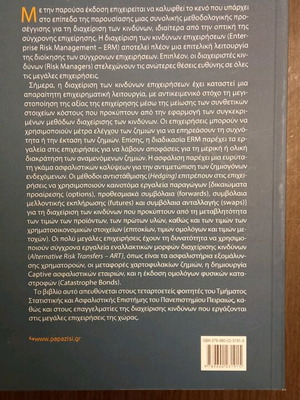 Με την παρούσα έκδοση επιχειρείται να καλυφθεί το κενό που υπάρχει
στο επίπεδο της παρουσίασης μιας συνολικής μεθοδολογικής προ-
σέγγισης για τη διαχείριση των κινδύνων, ιδιαίτερα από την οπτική της
σύγχρονης επιχείρησης. Η διαχείριση των κινδύνων επιχειρήσεων (Enter-
prise Risk Management – ERM) αποτελεί πλέον μια επιτελική λειτουργία
της διοίκησης των σύγχρονων επιχειρήσεων. Επιπλέον, οι διαχειριστές κιν-
δύνων (Risk Managers) στελεχώνουν τις ανώτερες θέσεις ευθύνης σε όλες
τις μεγάλες επιχειρήσεις.
Σήμερα, η διαχείριση των κινδύνων επιχειρήσεων έχει καταστεί μια
απαραίτητη επιχειρηματική λειτουργία, με αντικειμενικό στόχο τη μεγι-
στοποίηση της αξίας της επιχείρησης μέσω της μείωσης των συνθετικών
στοιχείων κόστους που προκύπτουν από την εφαρμογή των συγκεκρι-
μένων μεθόδων διαχείρισης των κινδύνων. Οι επιχειρήσεις μπορούν να
χρησιμοποιούν μέτρα ελέγχου των ζημιών για να επηρεάσουν τη συχνό-
τητα ή την έκταση των ζημιών. Επίσης, η διαδικασία ERM παρέχει τα ερ-
γαλεία στις επιχειρήσεις για να λάβουν αποφάσεις για τη μερική ή ολική
διακράτηση των αναμενόμενων ζημιών. Η ασφάλιση παρέχει μια ευρύτα-
τη γκάμα ασφαλιστικών καλύψεων για την αντιμετώπιση των ζημιογόνων
ενδεχομένων. Οι μέθοδοι αντιστάθμισης (Hedging) επιτρέπουν στις επιχει-
ρήσεις να χρησιμοποιούν καινοτόμα εργαλεία παραγώγων (δικαιώματα
προαίρεσης (options), προθεσμιακά συμβόλαια (forwards), συμβόλαια
μελλοντικής εκπλήρωσης (futures) και συμβόλαια ανταλλαγής (swaps))
για τη διαχείριση των κινδύνων που προκύπτουν από τη μεταβλητότητα
των τιμών των προϊόντων, των πρώτων υλών, καθώς και των τιμών των
χρηματοοικονομικών στοιχείων (επιτοκίων, τιμών ομολόγων και τιμών με-
τοχών). Οι πολύ μεγάλες επιχειρήσεις έχουν τη δυνατότητα να χρησιμο-
ποιούν σύγχρονα εργαλεία εναλλακτικών μορφών διαχείρισης κινδύνων
(Alternative Risk Transfers – ART), όπως είναι τα ασφαλιστήρια εξομάλυν-
σης χρηματοροών, οι μεταφορές χαρτοφυλακίων ζημιών, η δημιουργία
Captive ασφαλιστικών εταιριών, και η έκδοση ομολόγων φυσικών κατα-
στροφών (Catastrophe Bonds).
Το βιβλίο αυτό απευθύνεται στους τεταρτοετείς φοιτητές του Τμήματος
Στατιστικής και Ασφαλιστικής Επιστήμης του Πανεπιστημίου Πειραιώς, κα-
θώς και στους επαγγελματίες της διαχείρισης κινδύνων που εργάζονται
στις μεγάλες επιχειρήσεις της χώρας.
www.papazisi.gr